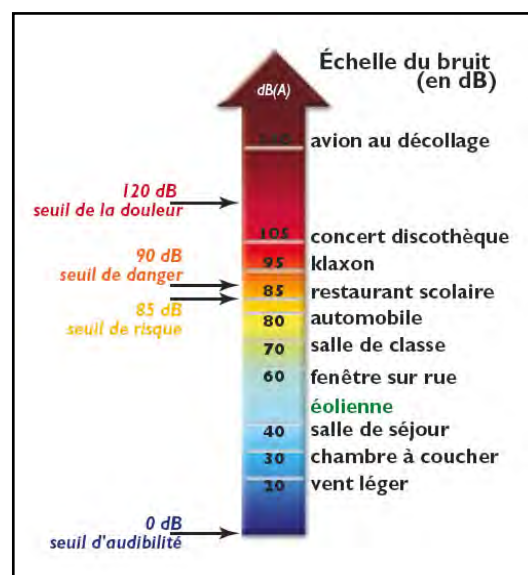 Échelle du bruit
(en dB)
dB(A)
avion au décollage
120 dB
seuil de la douleur
105 concert discothèque
90 dB
seuil de danger
95 klaxon
85 restaurant scolaire
85 dB
seuil de risque
80 automobile
70 salle de classe
60 fenêtre sur rue
éolienne
40 salle de séjour
30 chambre à coucher
20 vent léger
0 dB
seuil d'audibilité